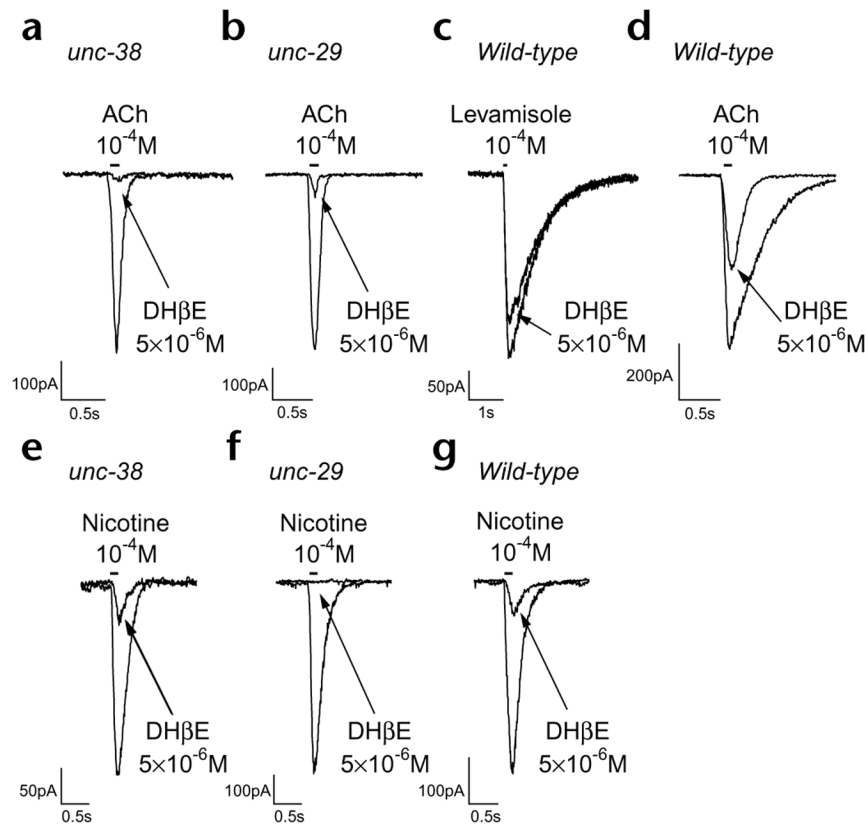 a
unc-38
ACh
10⁻⁴M
DHβE
5×10⁻⁶M
100pA
0.5s
b
unc-29
ACh
10⁻⁴M
DHβE
5×10⁻⁶M
100pA
0.5s
c
Wild-type
Levamisole
10⁻⁴M
DHβE
5×10⁻⁶M
50pA
1s
d
Wild-type
ACh
10⁻⁴M
DHβE
5×10⁻⁶M
200pA
0.5s
e
unc-38
Nicotine
10⁻⁴M
DHβE
5×10⁻⁶M
50pA
0.5s
f
unc-29
Nicotine
10⁻⁴M
DHβE
5×10⁻⁶M
100pA
0.5s
g
Wild-type
Nicotine
10⁻⁴M
DHβE
5×10⁻⁶M
100pA
0.5s